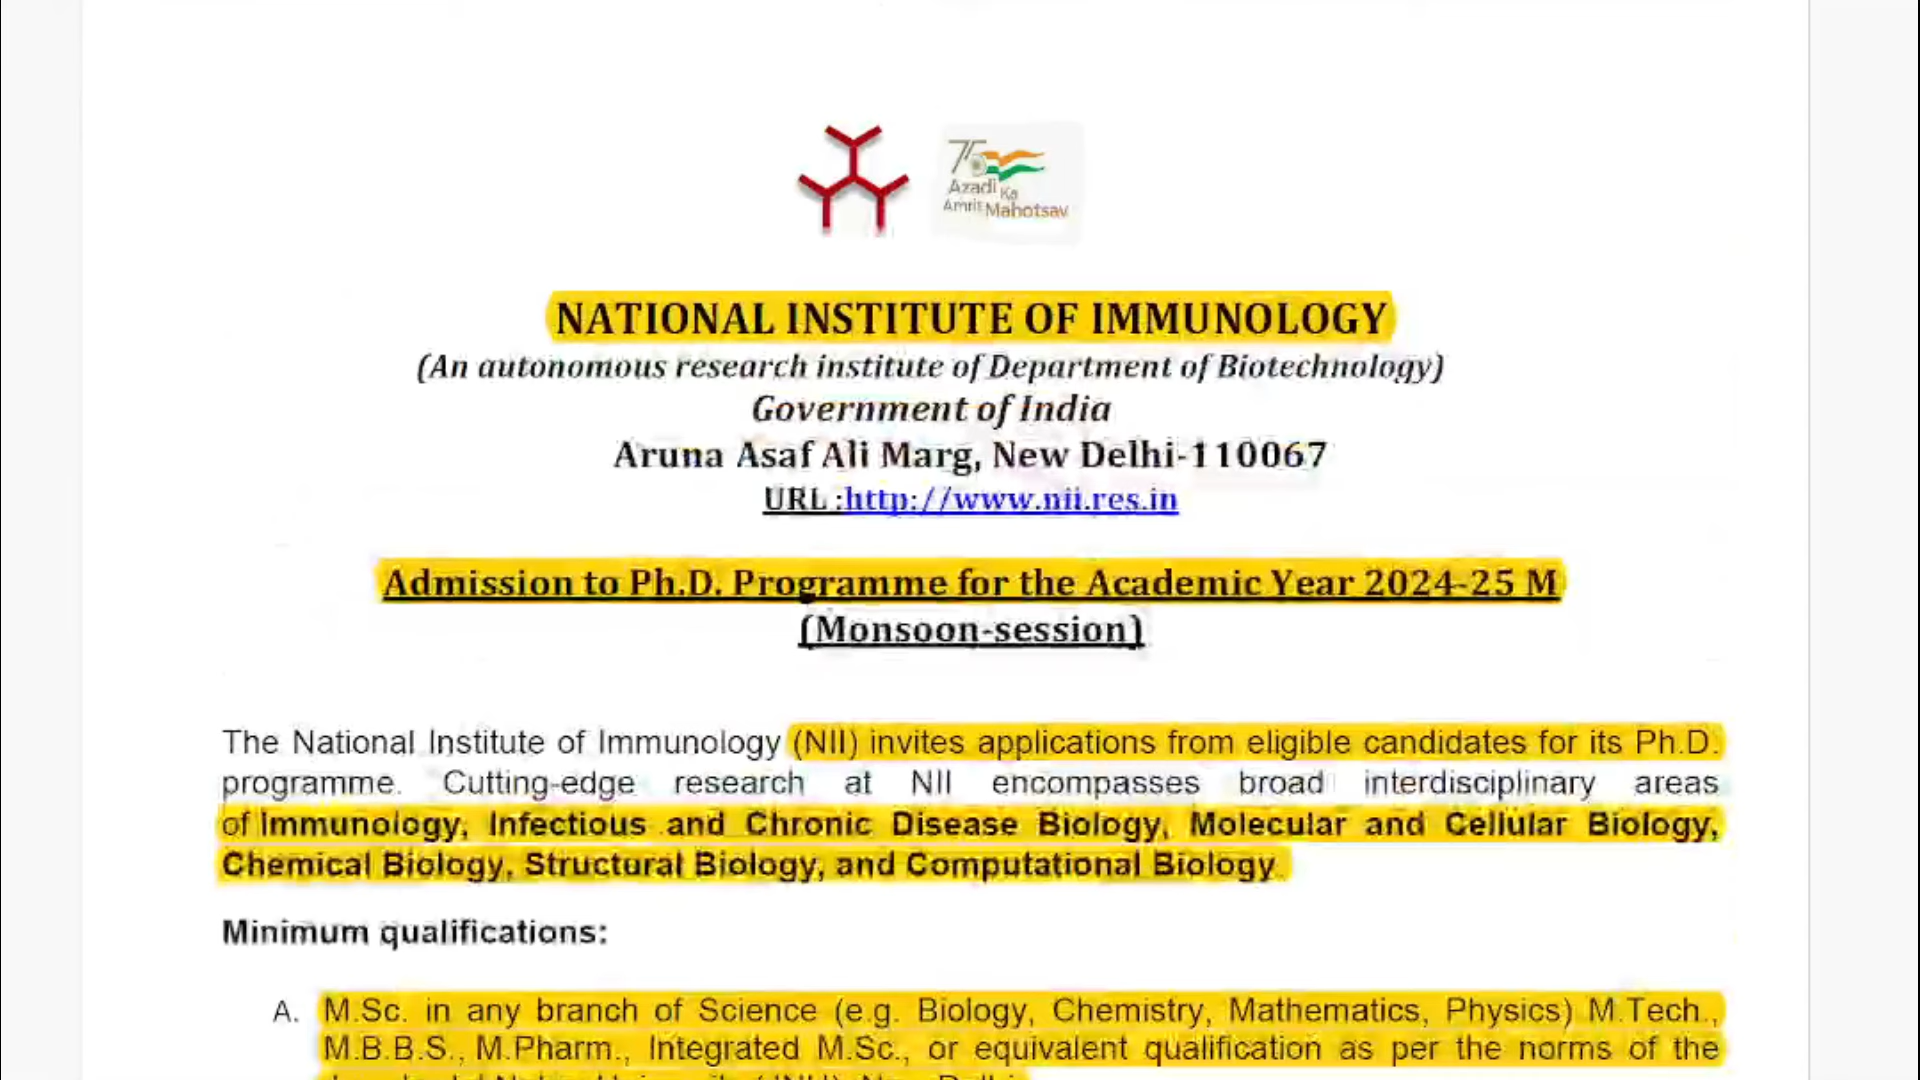 75
Azadi Ka
Amrit Mahotsav
NATIONAL INSTITUTE OF IMMUNOLOGY
(An autonomous research institute of Department of Biotechnology)
Government of India
Aruna Asaf Ali Marg, New Delhi-110067
URL :http://www.nii.res.in
Admission to Ph.D. Programme for the Academic Year 2024-25 M
(Monsoon-session)
The National Institute of Immunology (NII) invites applications from eligible candidates for its Ph.D.
programme. Cutting-edge research at NII encompasses broad interdisciplinary areas
of Immunology, Infectious and Chronic Disease Biology, Molecular and Cellular Biology,
Chemical Biology, Structural Biology, and Computational Biology.
Minimum qualifications:
A. M.Sc. in any branch of Science (e.g. Biology, Chemistry, Mathematics, Physics) M.Tech.,
M.B.B.S., M.Pharm., Integrated M.Sc., or equivalent qualification as per the norms of the